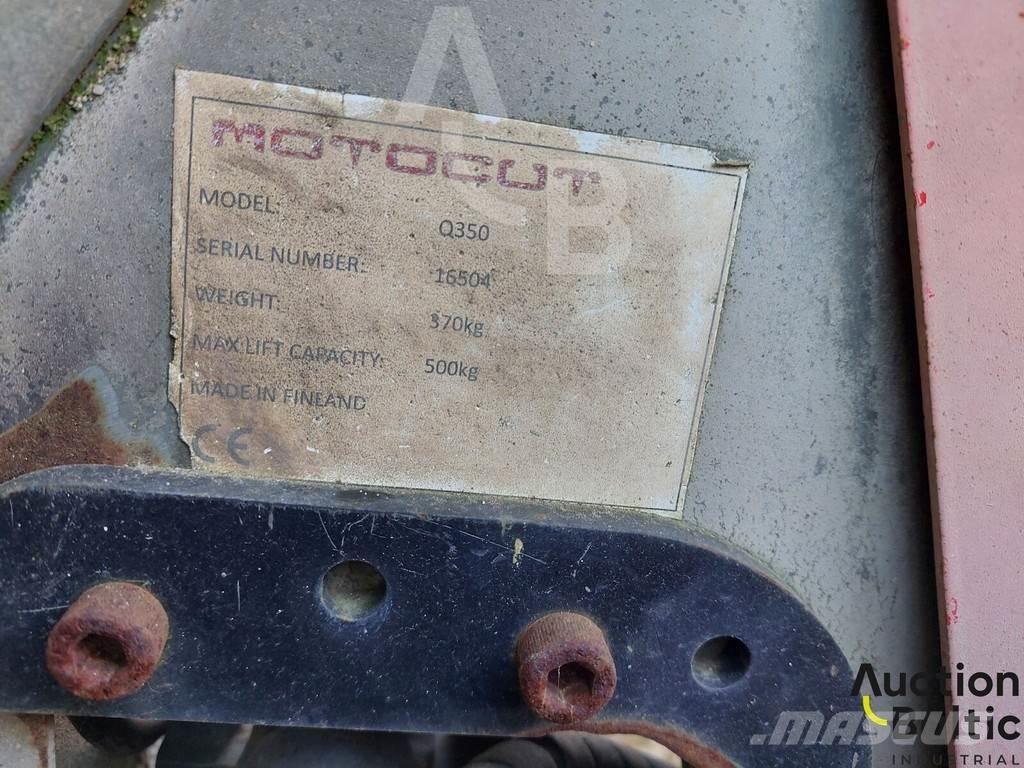 MOTOCUT
MODEL: Q350
SERIAL NUMBER: 16504
WEIGHT: 370kg
MAX LIFT CAPACITY: 500kg
MADE IN FINLAND
CE
A
B
Auction
Baltic
INDUSTRIAL
MASCUS